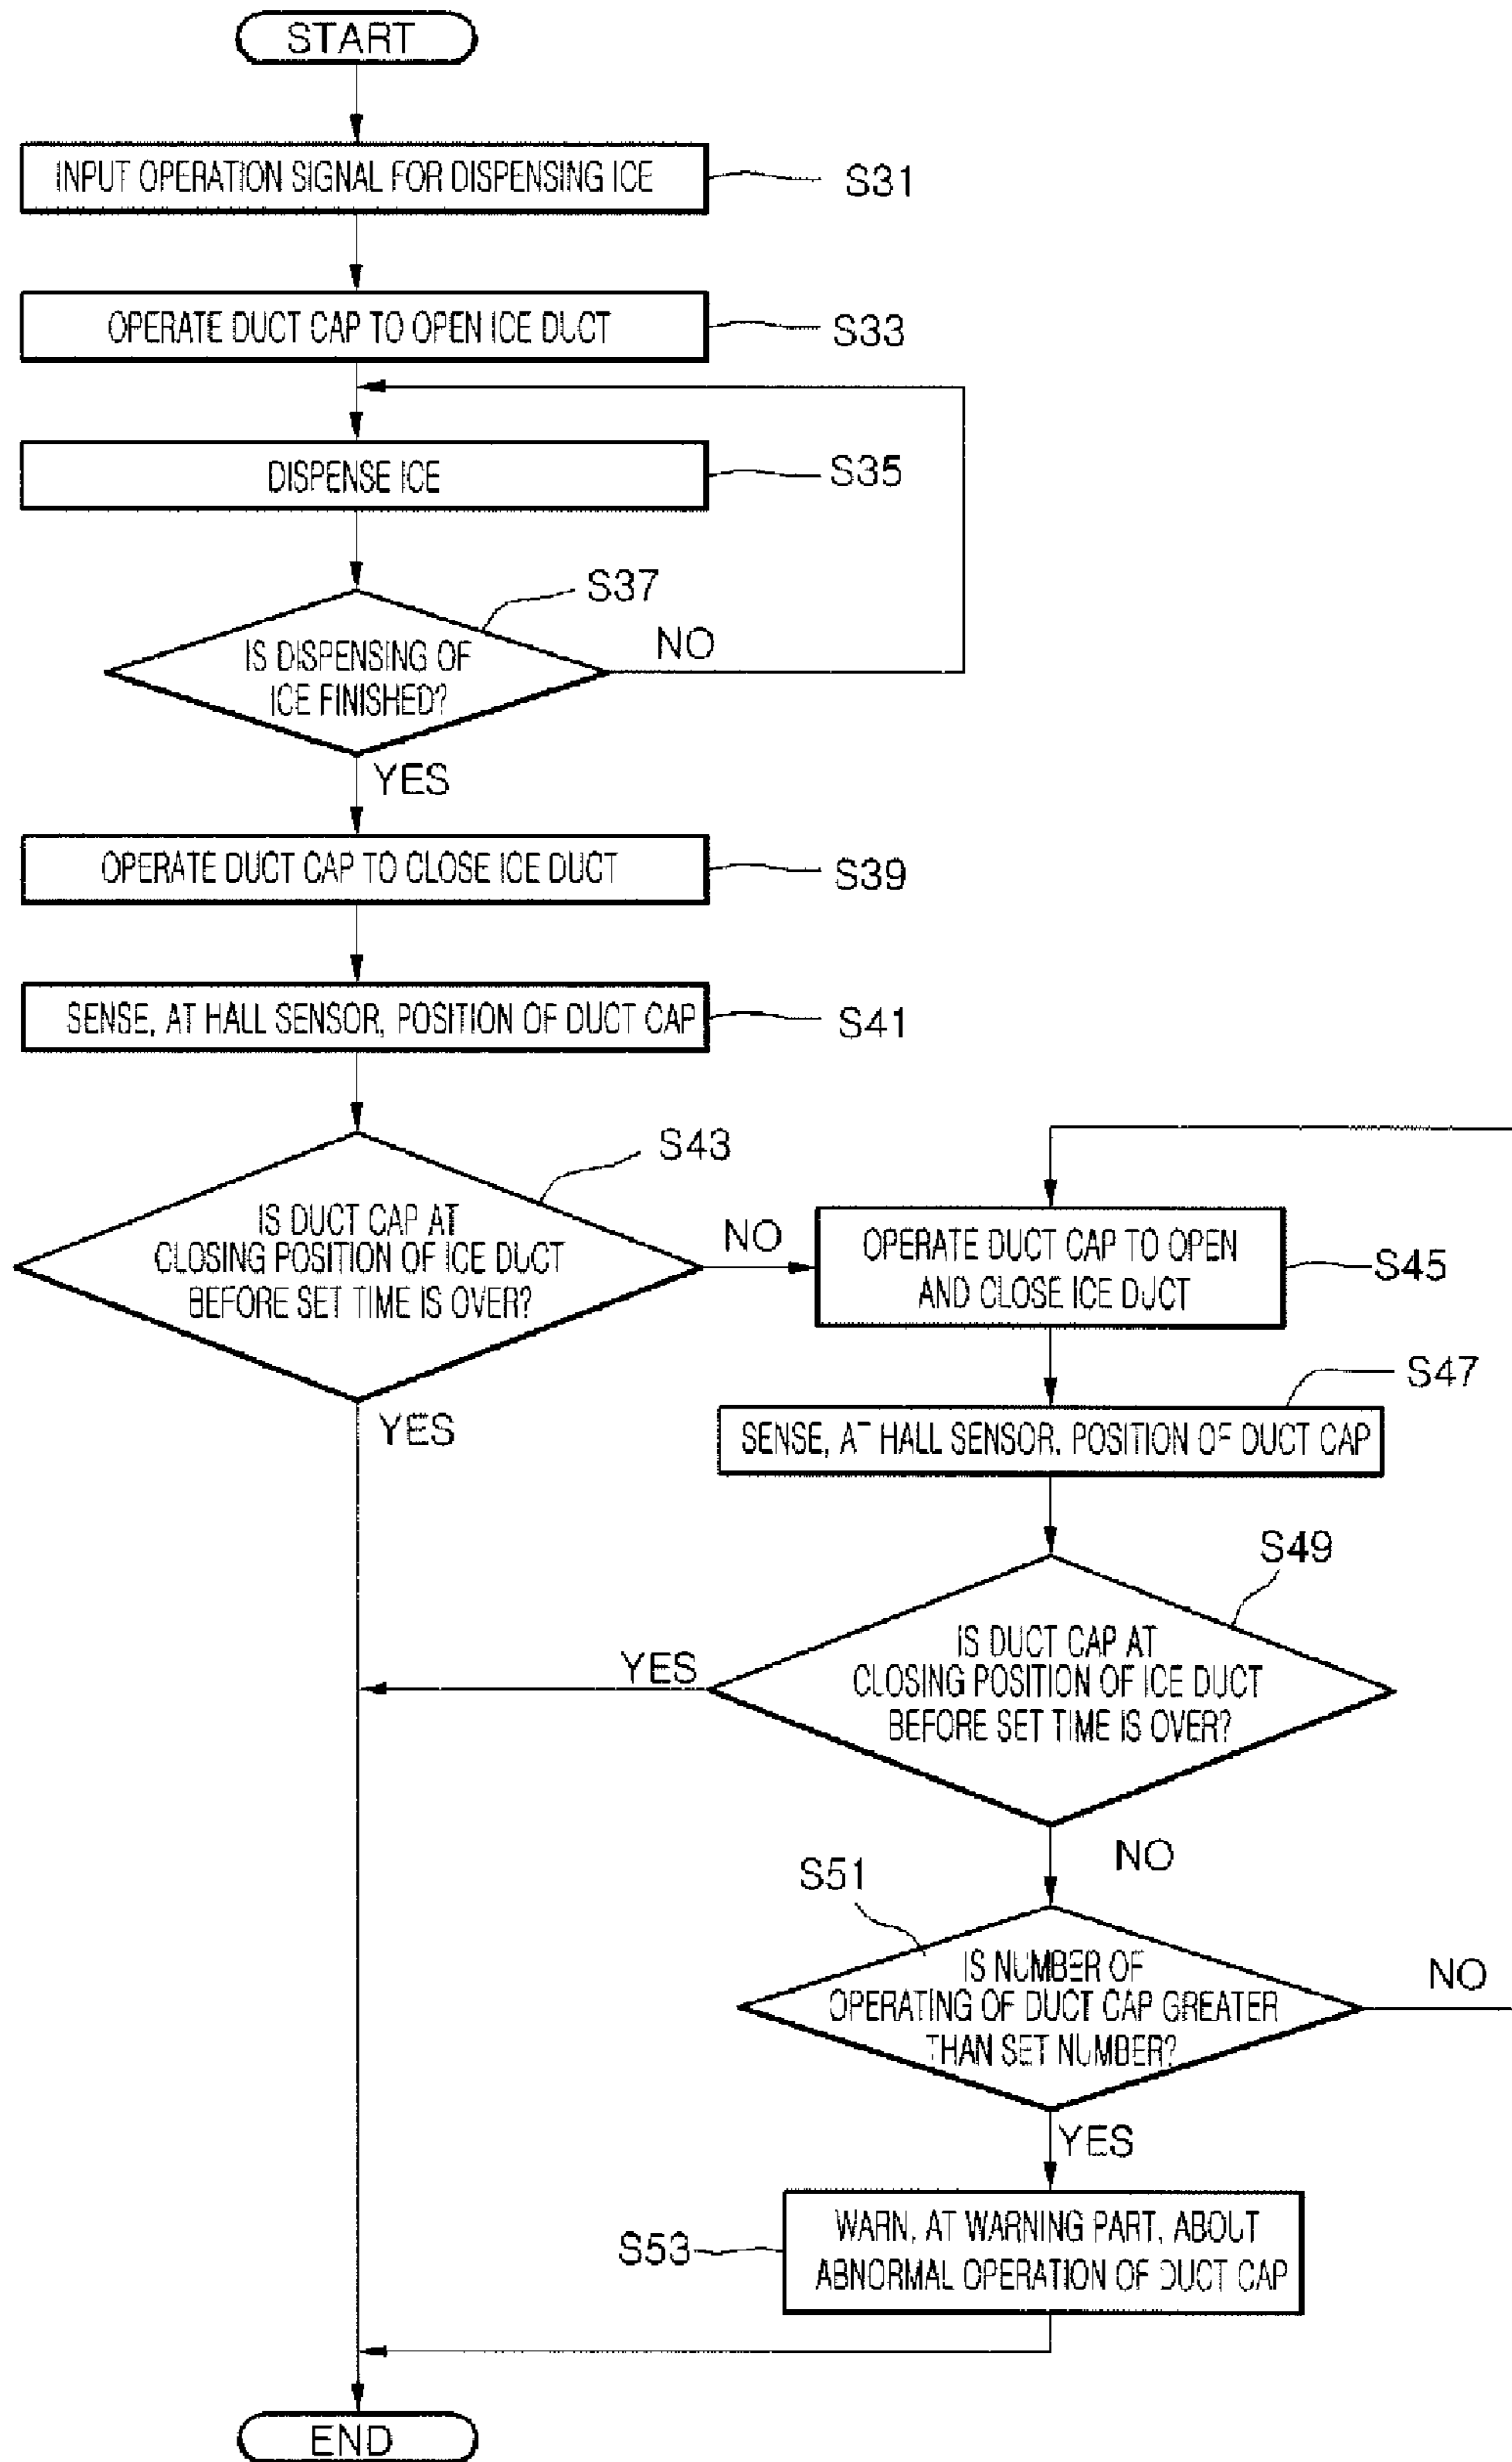 START
INPUT OPERATION SIGNAL FOR DISPENSING ICE
S31
OPERATE DUCT CAP TO OPEN ICE DUCT
S33
DISPENSE ICE
S35
S37
IS DISPENSING OF
ICE FINISHED?
NO
YES
OPERATE DUCT CAP TO CLOSE ICE DUCT
S39
SENSE, AT HALL SENSOR, POSITION OF DUCT CAP
S41
S43
IS DUCT CAP AT
CLOSING POSITION OF ICE DUCT
BEFORE SET TIME IS OVER?
NO
YES
OPERATE DUCT CAP TO OPEN
AND CLOSE ICE DUCT
S45
S47
SENSE, AT HALL SENSOR, POSITION OF DUCT CAP
S49
IS DUCT CAP AT
CLOSING POSITION OF ICE DUCT
BEFORE SET TIME IS OVER?
YES
NO
S51
IS NUMBER OF
OPERATING OF DUCT CAP GREATER
THAN SET NUMBER?
NO
YES
WARN, AT WARNING PART, ABOUT
ABNORMAL OPERATION OF DUCT CAP
S53
END